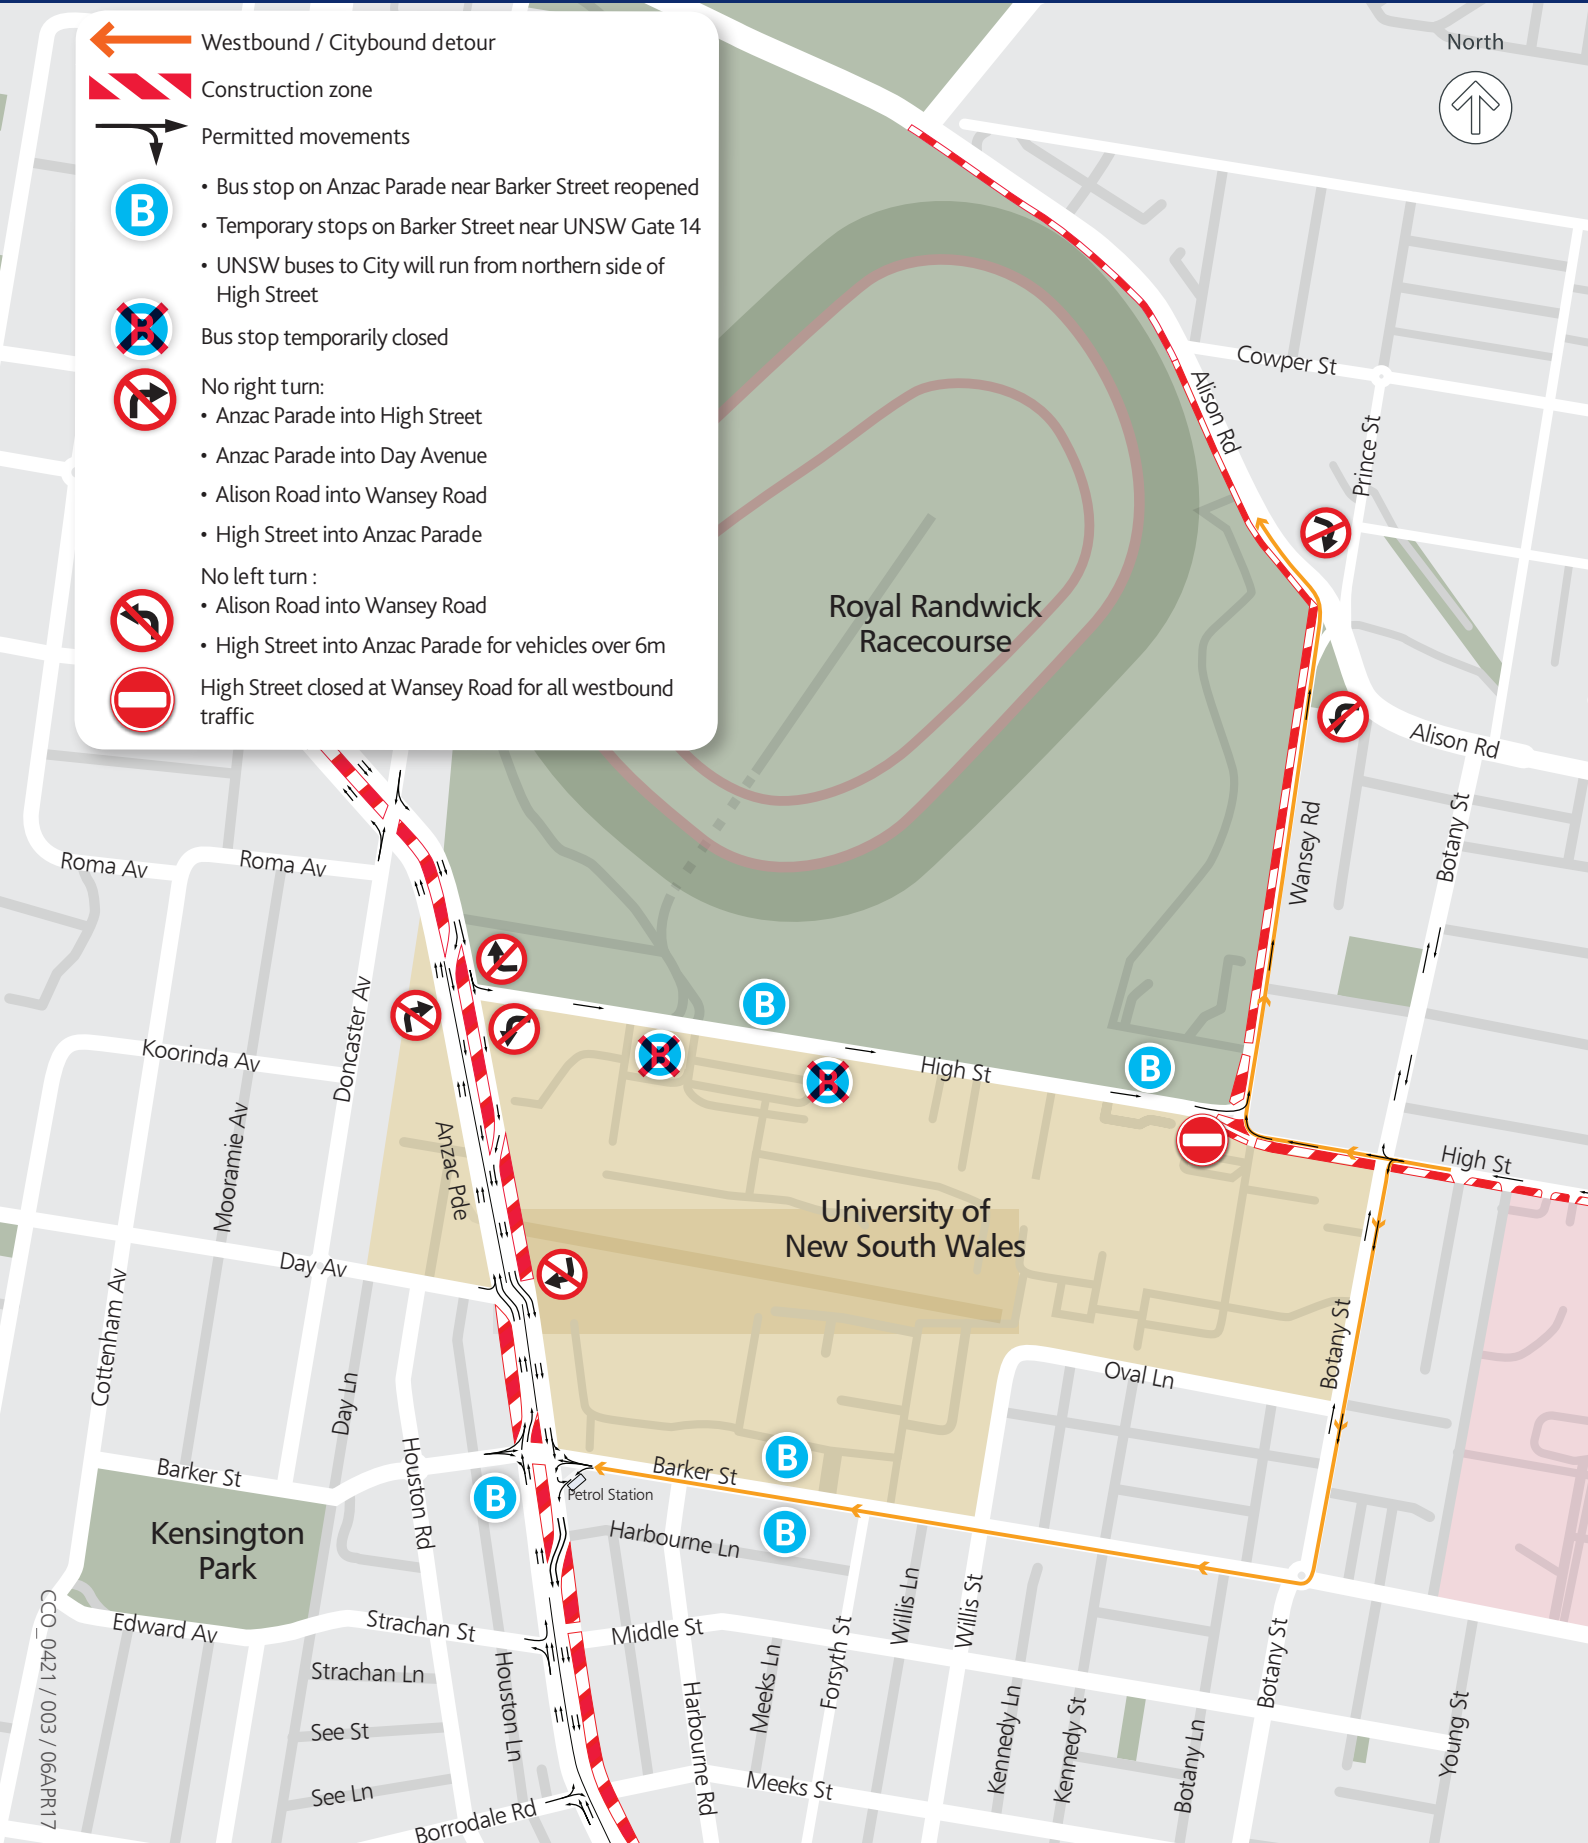 Westbound / Citybound detour
Construction zone
Permitted movements
B
• Bus stop on Anzac Parade near Barker Street reopened
• Temporary stops on Barker Street near UNSW Gate 14
• UNSW buses to City will run from northern side of
High Street
B
Bus stop temporarily closed
No right turn:
• Anzac Parade into High Street
• Anzac Parade into Day Avenue
• Alison Road into Wansey Road
• High Street into Anzac Parade
No left turn :
• Alison Road into Wansey Road
• High Street into Anzac Parade for vehicles over 6m
High Street closed at Wansey Road for all westbound
traffic
North
Cowper St
Alison Rd
Prince St
Royal Randwick
Racecourse
Alison Rd
Wansey Rd
Botany St
Roma Av
Roma Av
Doncaster Av
Koorinda Av
Mooramie Av
Anzac Pde
B
B
B
High St
B
High St
University of
New South Wales
Day Av
Cottenham Av
Day Ln
Oval Ln
Botany St
Barker St
Houston Rd
B
Barker St
B
Petrol Station
B
Harbourne Ln
Kensington
Park
Edward Av
Strachan St
Middle St
Willis Ln
Willis St
Strachan Ln
Houston Ln
Harbourne Rd
Meeks Ln
Forsyth St
Botany St
See St
Kennedy Ln
Kennedy St
Botany Ln
Young St
See Ln
Meeks St
Borrodale Rd
CCO_0421 / 003 / 06APR17